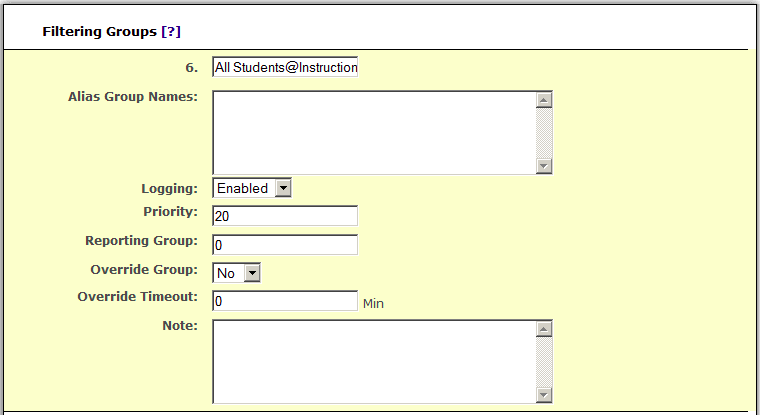 Filtering Groups [?]
6. All Students@Instruction
Alias Group Names:
Logging: Enabled
Priority: 20
Reporting Group: 0
Override Group: No
Override Timeout: 0 Min
Note: